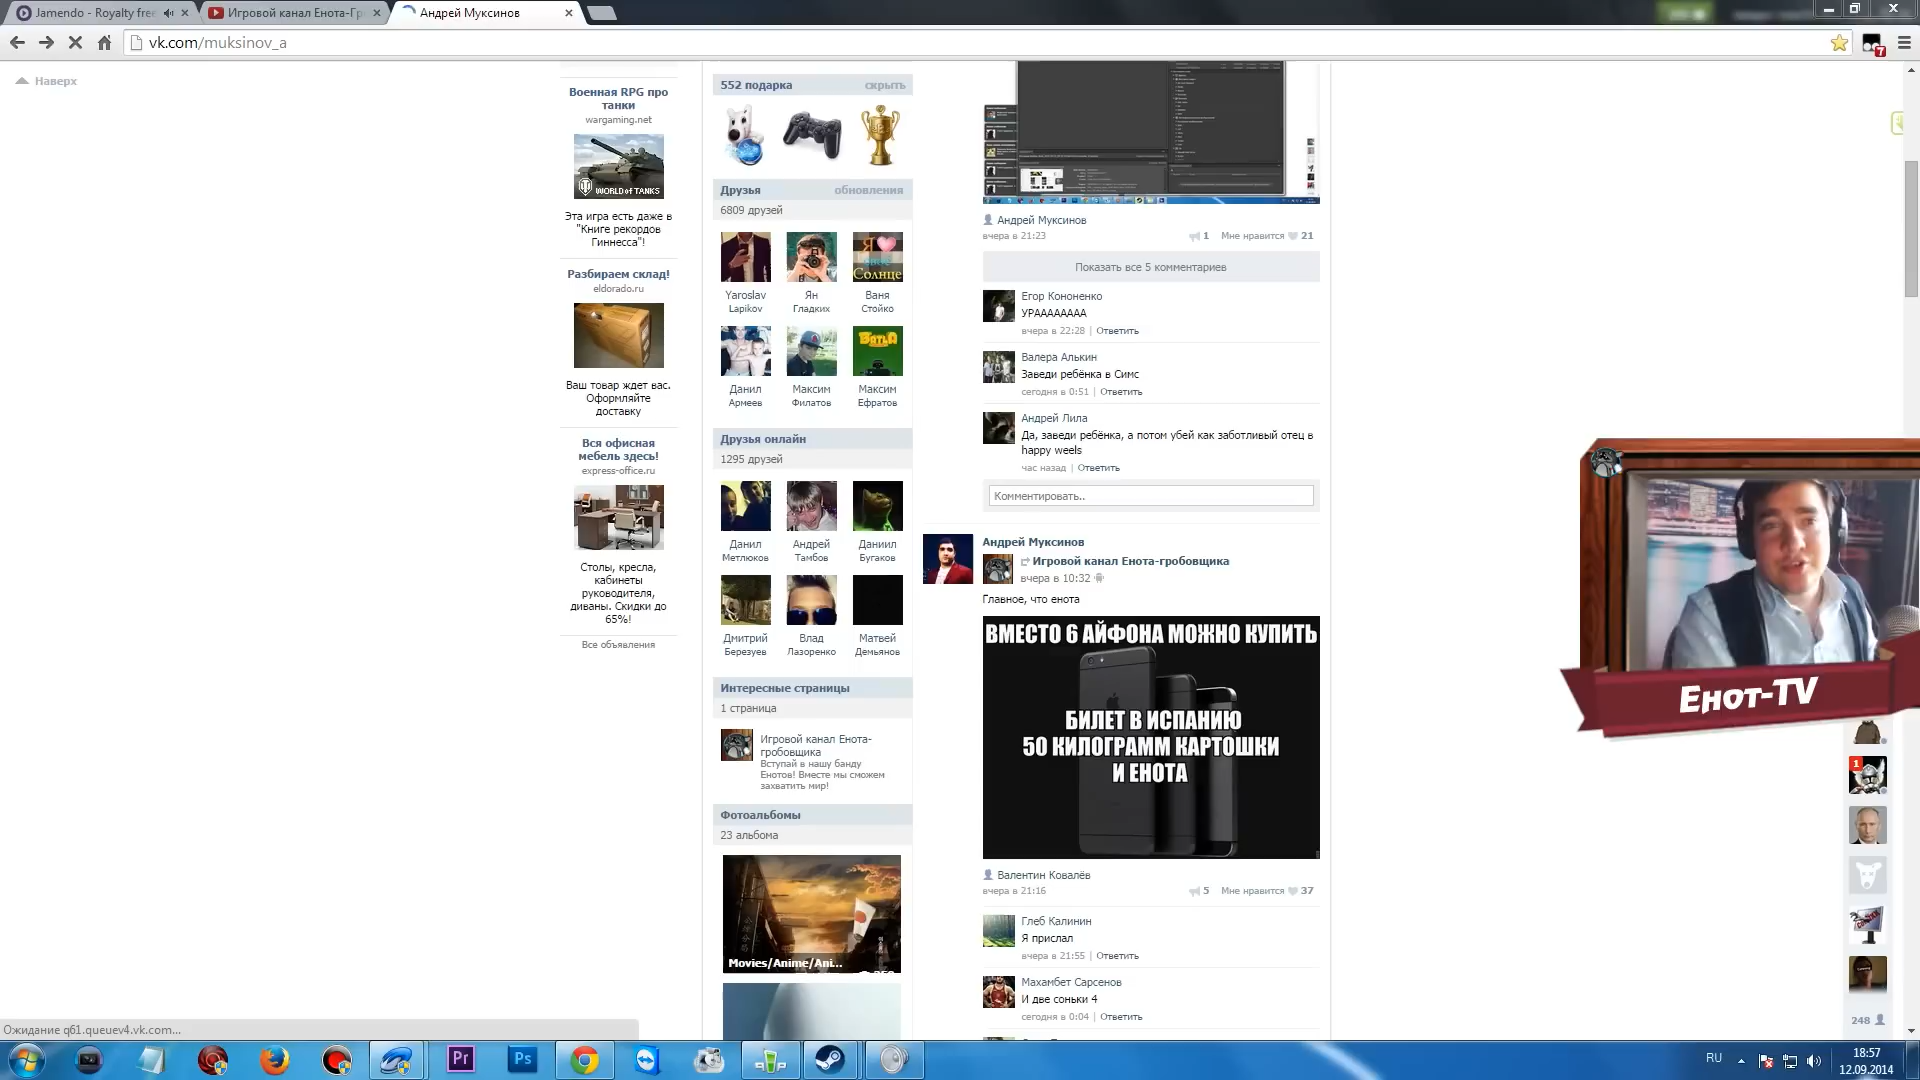 Jamendo - Royalty free
Игровой канал Енота-Гр
Андрей Муксинов
vk.com/muksinov_a
Наверх
Военная RPG про
танки
wargaming.net
WORLD of TANKS
Эта игра есть даже в
"Книге рекордов
Гиннесса"!
Разбираем склад!
eldorado.ru
Ваш товар ждет вас.
Оформляйте
доставку
Вся офисная
мебель здесь!
express-office.ru
Столы, кресла,
кабинеты
руководителя,
диваны. Скидки до
65%!
Все объявления
552 подарка скрыть
Друзья обновления
6809 друзей
Я
Солнце
Yaroslav
Lapikov
Ян
Гладких
Ваня
Стойко
BATLA
Данил
Армеев
Максим
Филатов
Максим
Ефратов
Друзья онлайн
1295 друзей
Данил
Метлюков
Андрей
Тамбов
Даниил
Бугаков
Дмитрий
Березуев
Влад
Лазоренко
Матвей
Демьянов
Интересные страницы
1 страница
Игровой канал Енота-
гробовщика
Вступай в нашу банду
Енотов! Вместе мы сможем
захватить мир!
Фотоальбомы
23 альбома
Movies/Anime/Ani...
Андрей Муксинов
вчера в 21:23 1 Мне нравится 21
Показать все 5 комментариев
Егор Кононенко
УРАААААААА
вчера в 22:28 | Ответить
Валера Алькин
Заведи ребёнка в Симс
сегодня в 0:51 | Ответить
Андрей Лила
Да, заведи ребёнка, а потом убей как заботливый отец в
happy weels
час назад | Ответить
Комментировать..
Андрей Муксинов
Игровой канал Енота-гробовщика
вчера в 10:32
Главное, что енота
ВМЕСТО 6 АЙФОНА МОЖНО КУПИТЬ
БИЛЕТ В ИСПАНИЮ
50 КИЛОГРАММ КАРТОШКИ
И ЕНОТА
Валентин Ковалёв
вчера в 21:16 5 Мне нравится 37
Глеб Калинин
Я прислал
вчера в 21:55 | Ответить
Махамбет Сарсенов
И две соньки 4
сегодня в 0:04 | Ответить
Енот-TV
1
248
7
Ожидание q61.queuev4.vk.com...
Pr
Ps
RU
18:57
12.09.2014